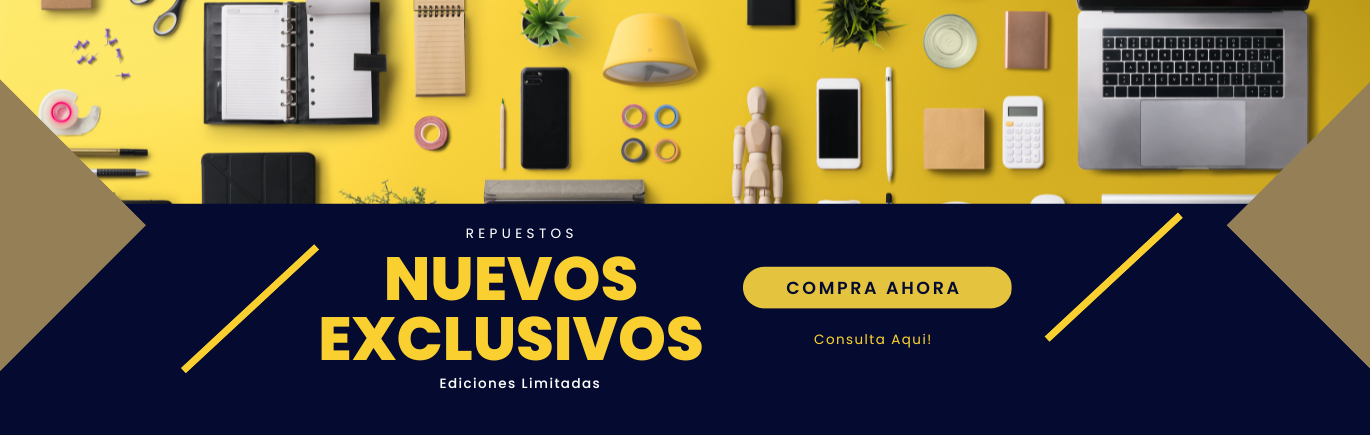 REPUESTOS
NUEVOS
EXCLUSIVOS
Ediciones Limitadas
COMPRA AHORA
Consulta Aqui!